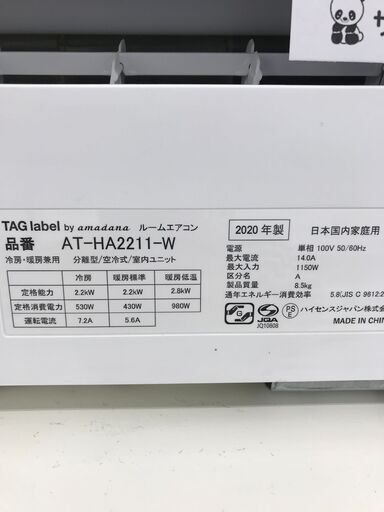 TAG label by amadana ルームエアコン
品番 AT-HA2211-W
冷房・暖房兼用 分離型/空冷式/室内ユニット
冷房 暖房標準 暖房低温
定格能力 2.2kW 2.2kW 2.8kW
定格消費電力 530W 430W 980W
運転電流 7.2A 5.6A
2020 年製 日本国内家庭用
電源 単相 100V 50/60Hz
最大電流 14.0A
最大消費電力 1150W
区分名 A
製品質量 8.5kg
通年エネルギー消費効率 5.8(JIS C 9612:2
JQA
JQ10808
PS
E
ハイセンスジャパン株式会
MADE IN CHIN